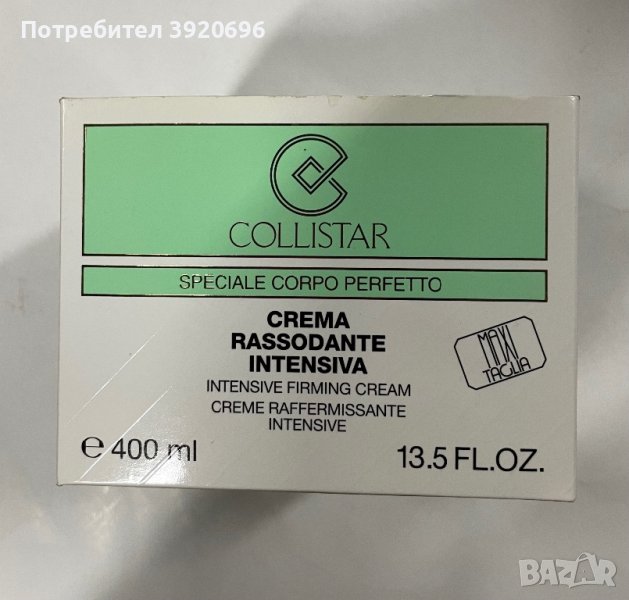 Потребител 3920696
COLLISTAR
SPECIALE CORPO PERFETTO
CREMA
RASSODANTE
INTENSIVA
INTENSIVE FIRMING CREAM
CREME RAFFERMISSANTE
INTENSIVE
MAXI
TAGLIA
e 400 ml
13.5 FL.OZ.
BAZAR